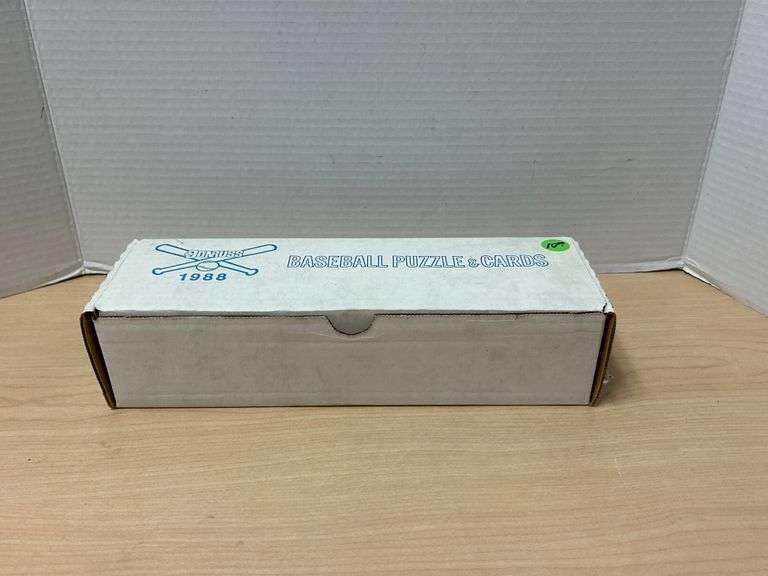 DONRUSS
1988
BASEBALL PUZZLE & CARDS